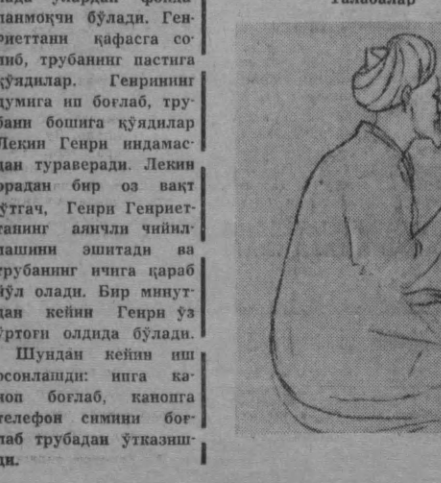 ланмоқчи бўлади. Ген-
риеттани қафасга со-
либ, трубанинг пастига
қўядилар. Генрининг
думига ип боғлаб, тру-
баин бошига қўядилар
Лекин Генри индамас-
дан тураверади. Лекин
орадан бир оз вақт
ўтгач, Генри Генриет-
танинг аянчли чийил-
лашини эшитади ва
трубанинг ичига қараб
йўл олади. Бир минут-
дан кейин Генри ўз
ўртоғи олдида бўлади.
Шундан кейин иш
осонлашди: ипга ка-
ноп боғлаб, канопга
телефон симини боғ-
лаб трубадан ўтказиш-
ди.
Талабалар